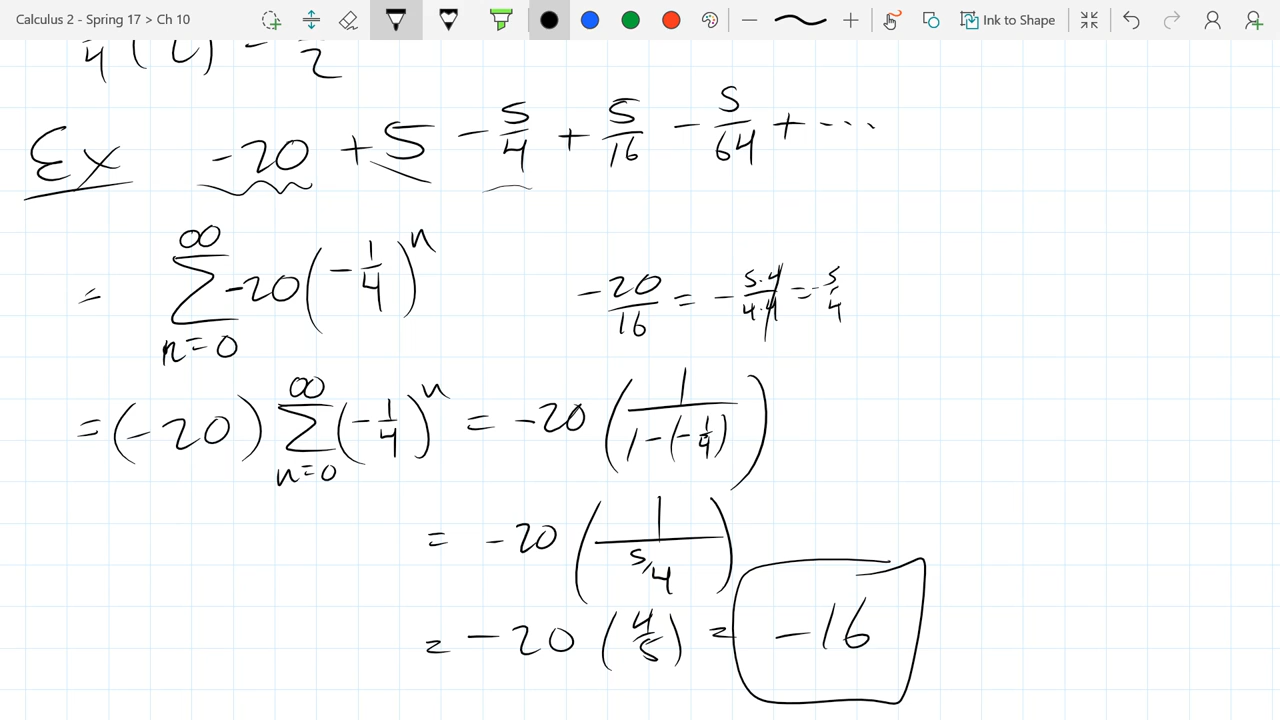 Calculus 2 - Spring 17 > Ch 10
Ink to Shape
Ex -20 + 5 - 5/4 + 5/16 - 5/64 + ...
= ∑_{n=0}^{∞} -20(-1/4)^n
-20/16 = - 5·4/4·4 = -5/4
= (-20) ∑_{n=0}^{∞} (-1/4)^n = -20 (1/(1-(-1/4)))
= -20 (1/(5/4))
= -20 (4/5) = -16